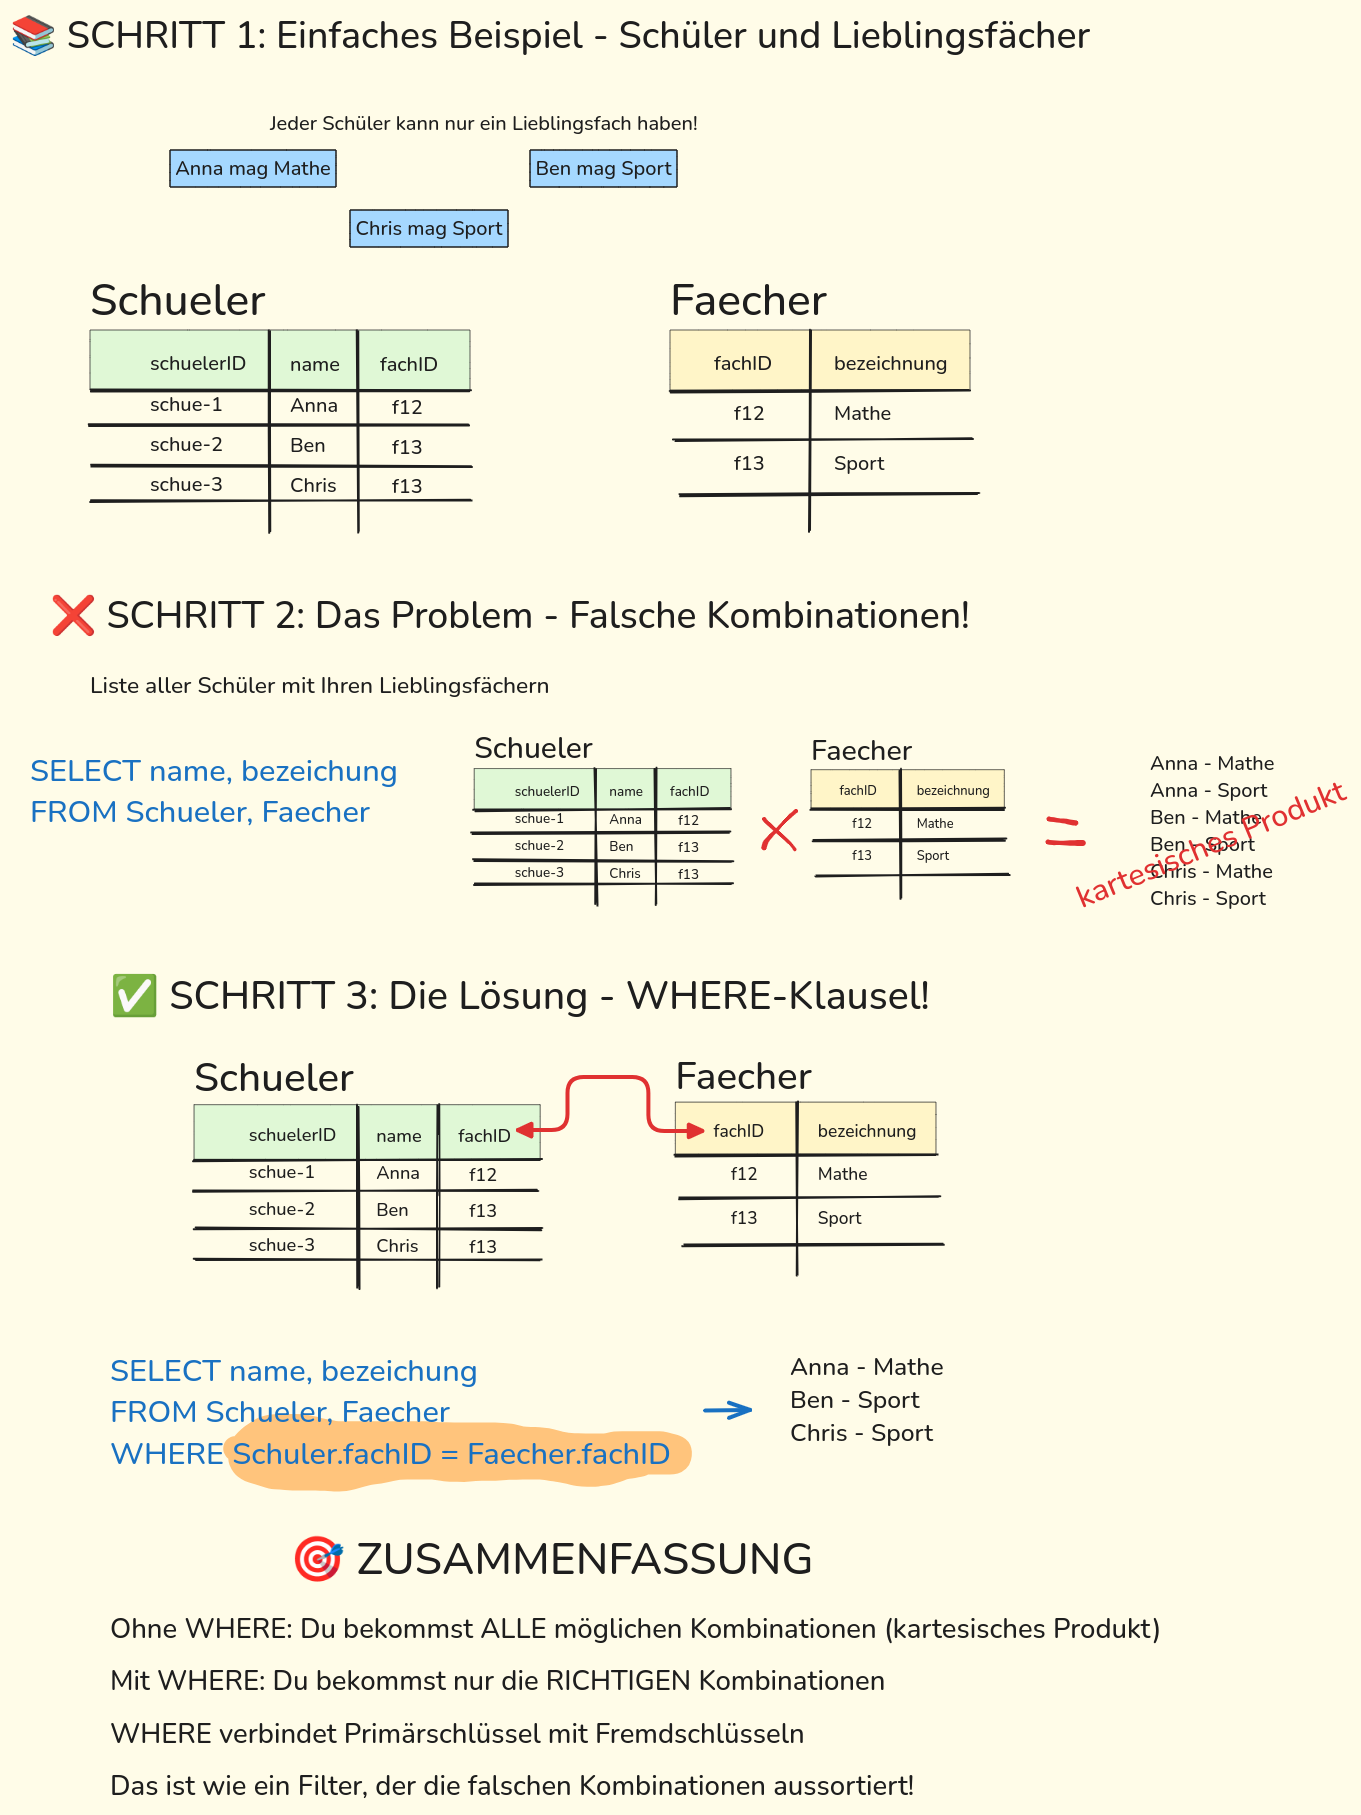 SCHRITT 1: Einfaches Beispiel - Schüler und Lieblingsfächer
Jeder Schüler kann nur ein Lieblingsfach haben!
Anna mag Mathe
Ben mag Sport
Chris mag Sport
Schueler
schuelerID name fachID
schue-1 Anna f12
schue-2 Ben f13
schue-3 Chris f13
Faecher
fachID bezeichnung
f12 Mathe
f13 Sport
SCHRITT 2: Das Problem - Falsche Kombinationen!
Liste aller Schüler mit Ihren Lieblingsfächern
SELECT name, bezeichung
FROM Schueler, Faecher
Schueler
schuelerID name fachID
schue-1 Anna f12
schue-2 Ben f13
schue-3 Chris f13
Faecher
fachID bezeichnung
f12 Mathe
f13 Sport
=
Anna - Mathe
Anna - Sport
Ben - Mathe
Ben - Sport
Chris - Mathe
Chris - Sport
kartesisches Produkt
SCHRITT 3: Die Lösung - WHERE-Klausel!
Schueler
schuelerID name fachID
schue-1 Anna f12
schue-2 Ben f13
schue-3 Chris f13
Faecher
fachID bezeichnung
f12 Mathe
f13 Sport
SELECT name, bezeichung
FROM Schueler, Faecher
WHERE Schuler.fachID = Faecher.fachID
Anna - Mathe
Ben - Sport
Chris - Sport
ZUSAMMENFASSUNG
Ohne WHERE: Du bekommst ALLE möglichen Kombinationen (kartesisches Produkt)
Mit WHERE: Du bekommst nur die RICHTIGEN Kombinationen
WHERE verbindet Primärschlüssel mit Fremdschlüsseln
Das ist wie ein Filter, der die falschen Kombinationen aussortiert!